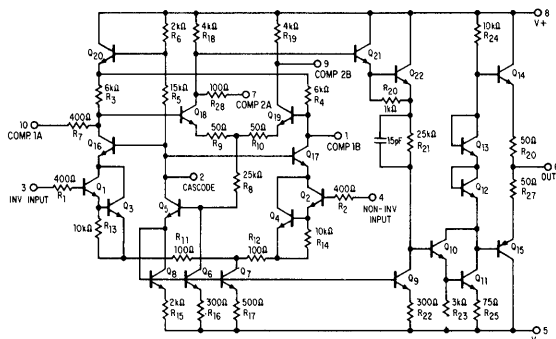 2kΩ
R6
4kΩ
R18
4kΩ
R19
10kΩ
R24
8
V+
Q20
9
COMP 2B
Q21
Q22
Q14
6kΩ
R3
15kΩ
R5
100Ω
R28
7
COMP 2A
6kΩ
R4
R20
1kΩ
10
COMP 1A
400Ω
R7
Q18
Q19
50Ω
R9
50Ω
R10
1
COMP 1B
15pF
25kΩ
R21
Q13
50Ω
R20
Q16
Q17
6
OUT
3
INV INPUT
400Ω
R1
Q1
Q3
2
CASCODE
25kΩ
R8
Q2
400Ω
R2
4
NON-INV
INPUT
Q12
50Ω
R27
10kΩ
R13
Q5
Q4
10kΩ
R14
R11
100Ω
R12
100Ω
Q10
Q15
Q8
Q6
Q7
Q9
Q11
2kΩ
R15
300Ω
R16
500Ω
R17
300Ω
R22
3kΩ
R23
75Ω
R25
5